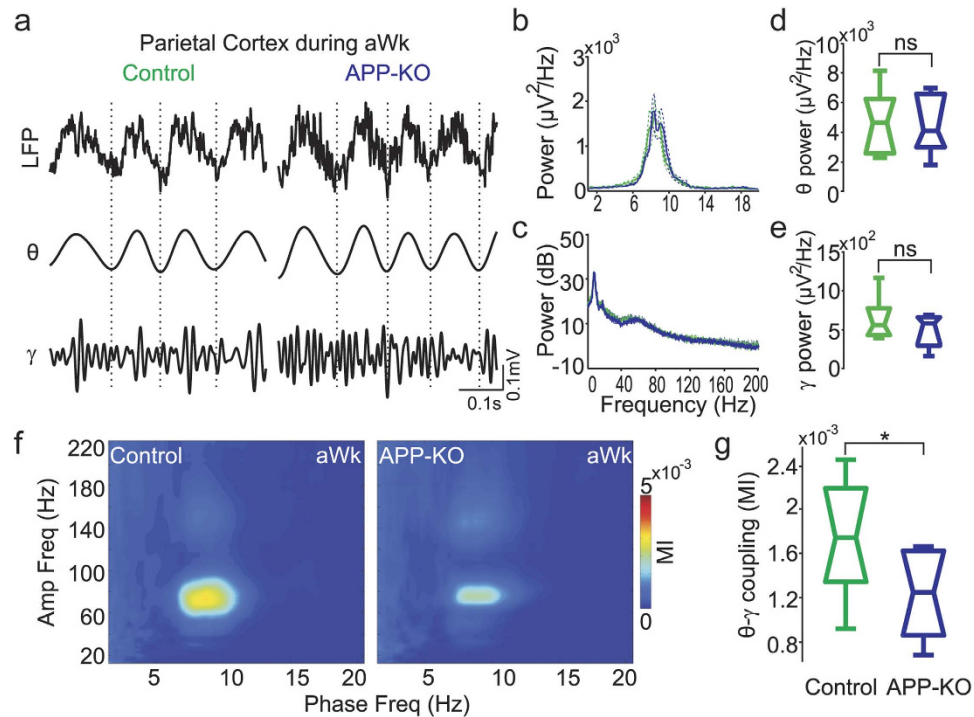 a
Parietal Cortex during aWk
Control APP-KO
LFP
θ
γ
0.1mV
0.1s
b
×10³
Power (µV²/Hz)
3
2
1
0
2 6 10 14 18
c
Power (dB)
50
30
10
-10
0 40 80 120 160 200
Frequency (Hz)
d
×10³
ns
θ power (µV²/Hz)
10
8
6
4
2
0
e
×10²
ns
γ power (µV²/Hz)
15
10
5
0
f
Control aWk
APP-KO aWk
Amp Freq (Hz)
220
180
140
100
60
20
5 10 15 20
5 10 15 20
Phase Freq (Hz)
5 ×10⁻³
MI
0
g
×10⁻³
*
θ-γ coupling (MI)
2.4
2
1.6
1.2
0.8
Control APP-KO